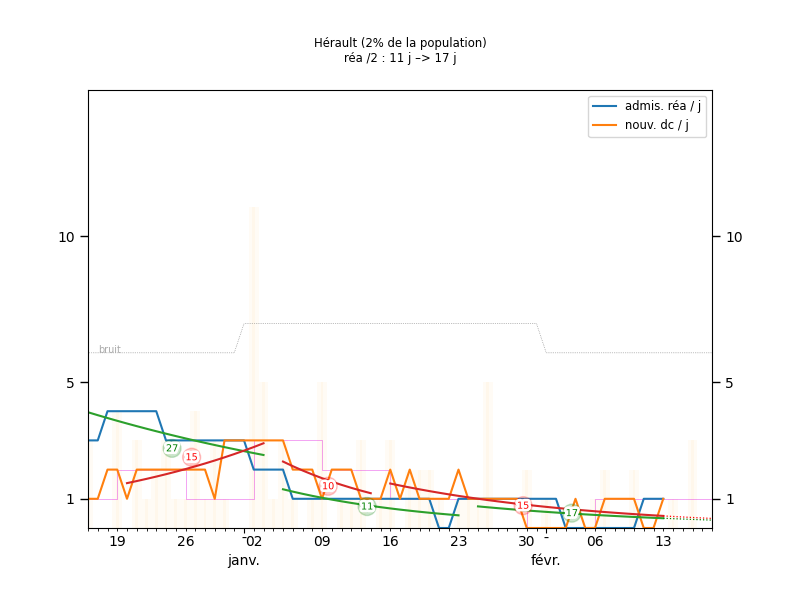 Hérault (2% de la population)
réa /2 : 11 j –> 17 j
admis. réa / j
nouv. dc / j
10 10
bruit
5 5
27 15 10 11 15 17
1 1
19 26 02 09 16 23 30 06 13
janv. févr.